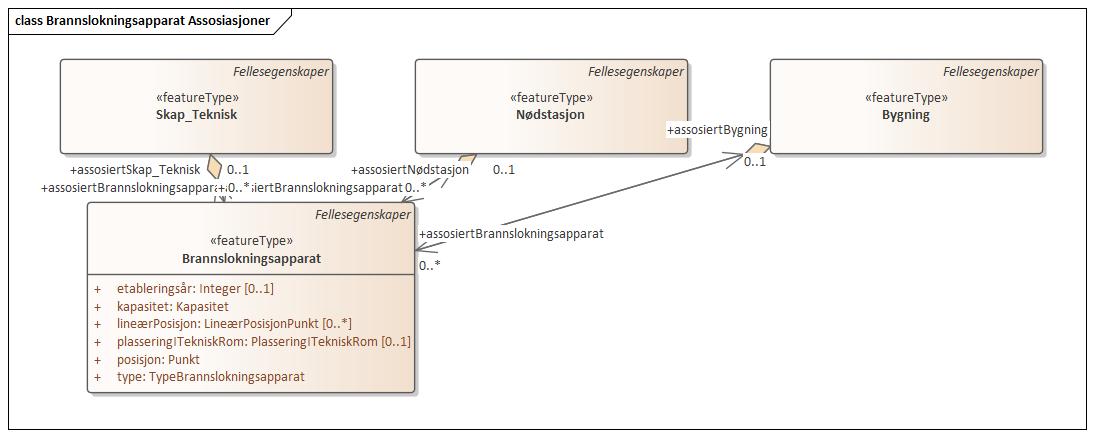 class Brannslokningsapparat Assosiasjoner
Fellesegenskaper
«featureType»
Skap_Teknisk
Fellesegenskaper
«featureType»
Nødstasjon
Fellesegenskaper
«featureType»
Bygning
+assosiertBygning
0..1
+assosiertSkap_Teknisk
0..1
+assosiertNødstasjon
0..1
0..*
0..*
+assosiertBrannslokningsapparat
0..*
Fellesegenskaper
«featureType»
Brannslokningsapparat
+ etableringsår: Integer [0..1]
+ kapasitet: Kapasitet
+ lineærPosisjon: LineærPosisjonPunkt [0..*]
+ plasseringITekniskRom: PlasseringITekniskRom [0..1]
+ posisjon: Punkt
+ type: TypeBrannslokningsapparat